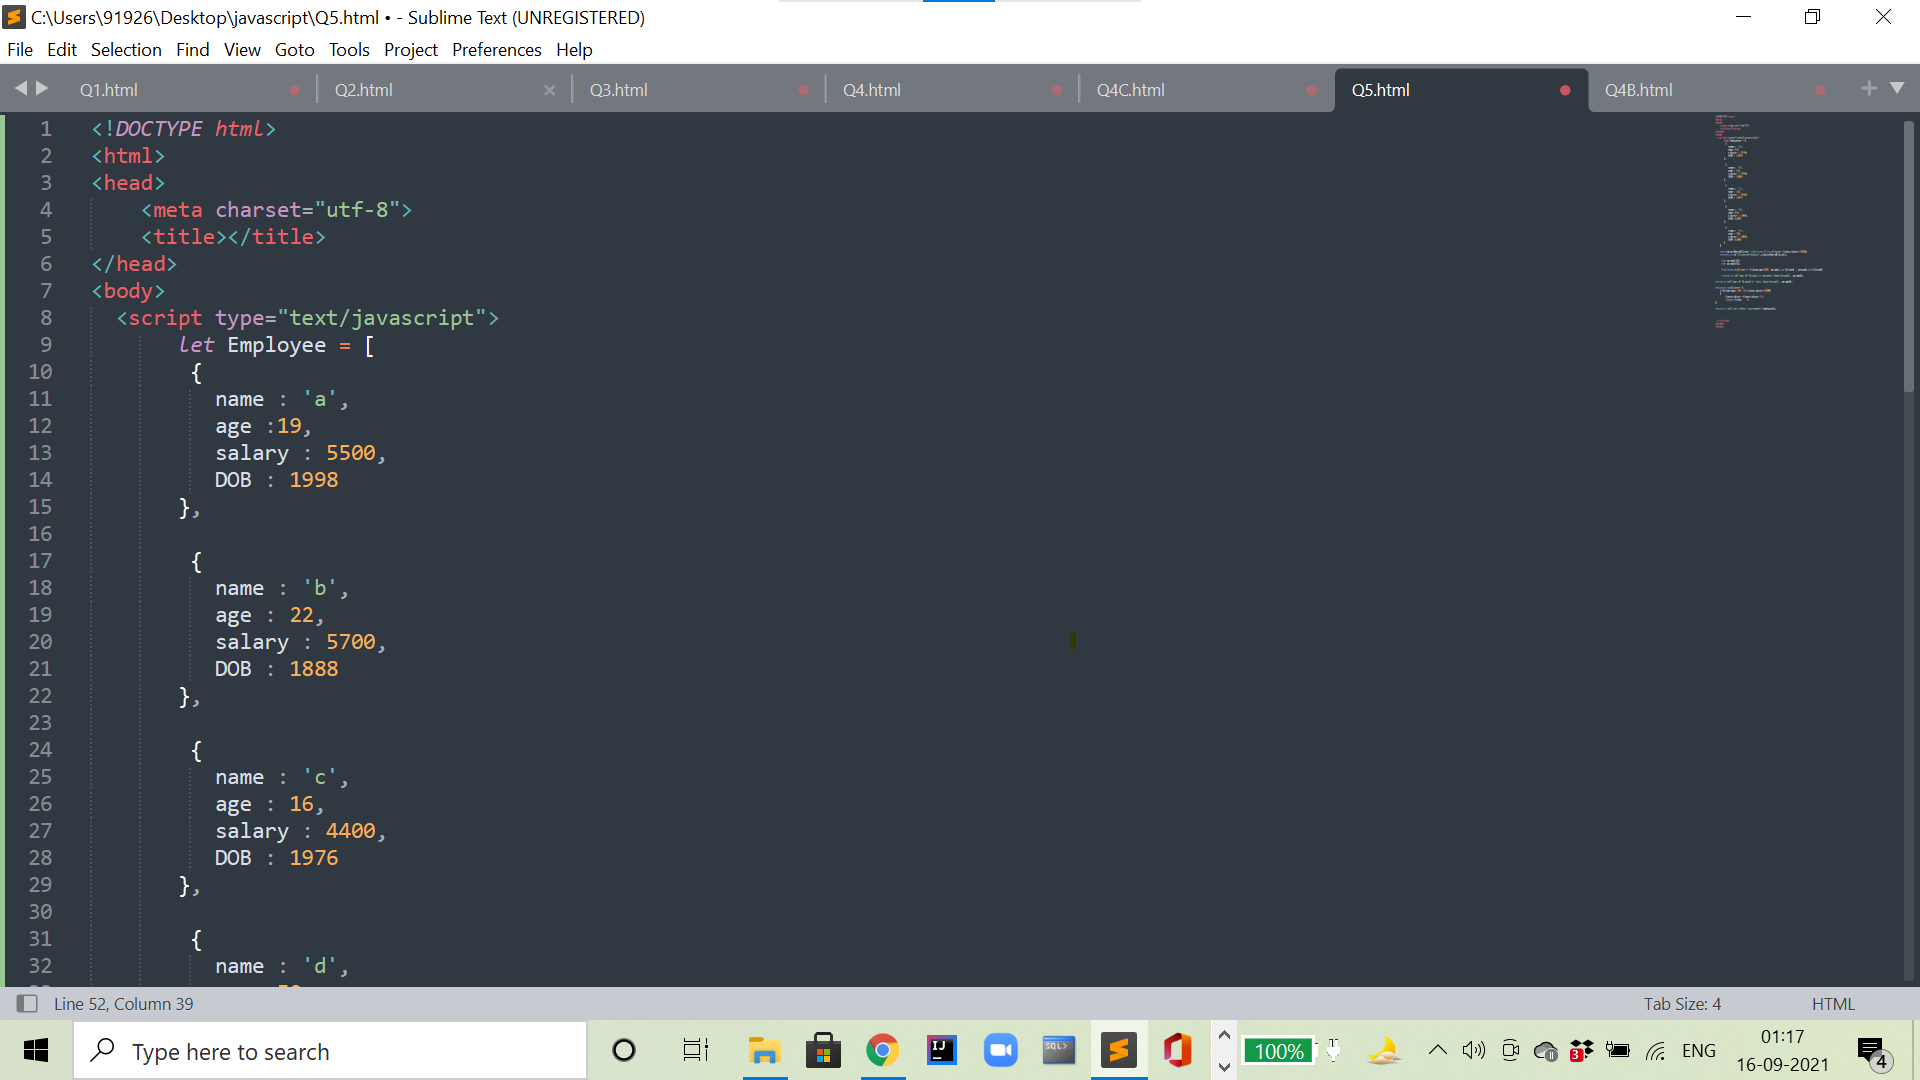 C:\Users\91926\Desktop\javascript\Q5.html • - Sublime Text (UNREGISTERED)
File Edit Selection Find View Goto Tools Project Preferences Help
Q1.html Q2.html Q3.html Q4.html Q4C.html Q5.html Q4B.html
1 <!DOCTYPE html>
2 <html>
3 <head>
4 <meta charset="utf-8">
5 <title></title>
6 </head>
7 <body>
8 <script type="text/javascript">
9 let Employee = [
10 {
11 name : 'a',
12 age :19,
13 salary : 5500,
14 DOB : 1998
15 },
16
17 {
18 name : 'b',
19 age : 22,
20 salary : 5700,
21 DOB : 1888
22 },
23
24 {
25 name : 'c',
26 age : 16,
27 salary : 4400,
28 DOB : 1976
29 },
30
31 {
32 name : 'd',
Line 52, Column 39 Tab Size: 4 HTML
Type here to search
IJ
SQL>
100%
3
ENG
01:17
16-09-2021
4